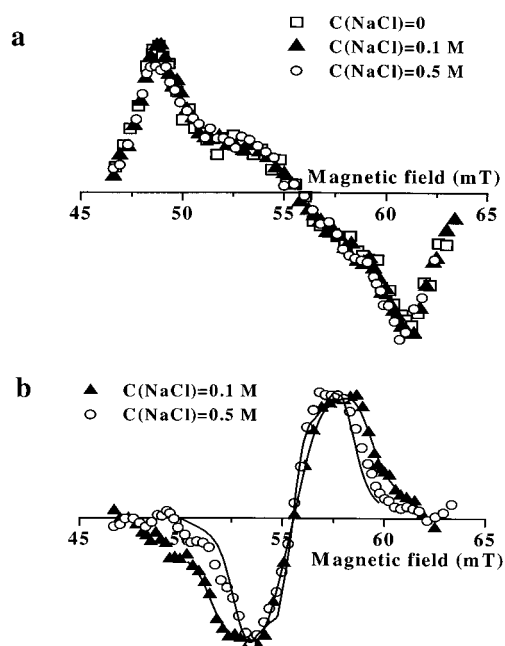 a
C(NaCl)=0
C(NaCl)=0.1 M
C(NaCl)=0.5 M
Magnetic field (mT)
45 50 55 60 65
b
C(NaCl)=0.1 M
C(NaCl)=0.5 M
45 50 55 60 65
Magnetic field (mT)